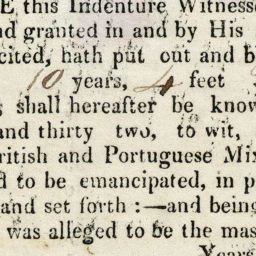 E, this Indenture Witness
nd granted in and by His
cited, hath put out and b
10 years, 4 feet
s shall hereafter be know
and thirty two, to wit,
ritish and Portuguese Mi
d to be emancipated, in p
and set forth :—and being
was alleged to be the mas
Years